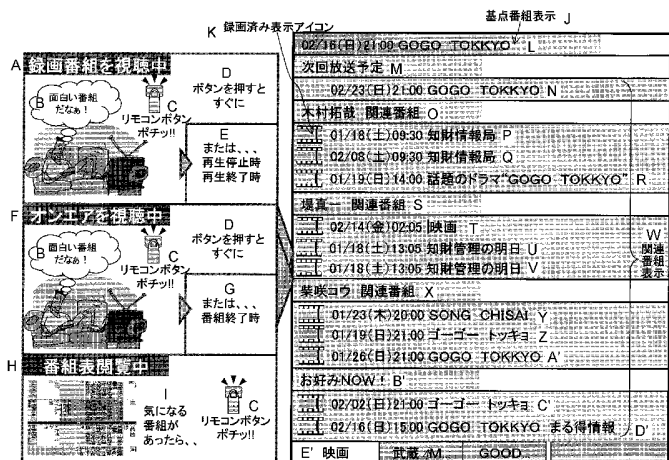 K 録画済み表示アイコン
基点番組表示 J
A 録画番組を視聴中
B 面白い番組
だなぁ！
C
リモコンボタン
ポチッ!!
D
ボタンを押すと
すぐに
E
または、、、
再生停止時
再生終了時
F オンエアを視聴中
B 面白い番組
だなぁ！
C
リモコンボタン
ポチッ!!
D
ボタンを押すと
すぐに
G
または、、、
番組終了時
H 番組表閲覧中
I
気になる
番組が
あったら、、
C
リモコンボタン
ポチッ!!
02/16(日)21:00 GOGO TOKKYO L
次回放送予定 M
02/23(日)21:00 GOGO TOKKYO N
木村拓哉 関連番組 O
01/18(土)09:30 知財情報局 P
02/08(土)09:30 知財情報局 Q
01/19(日)14:00 話題のドラマ"GOGO TOKKYO" R
堤真一 関連番組 S
02/14(金)02:05 映画 T
01/18(土)13:05 知財管理の明日 U
01/18(土)13:05 知財管理の明日 V
W
関連
番組
表示
柴咲コウ 関連番組 X
01/23(木)20:00 SONG CHISAI Y
01/19(日)21:00 ゴーゴー トッキョ Z
01/26(日)21:00 GOGO TOKKYO A'
お好みNOW！ B'
02/02(日)21:00 ゴーゴー トッキョ C'
02/16(日)15:00 GOGO TOKKYO まる得情報 D'
E' 映画 武蔵 M GOOD